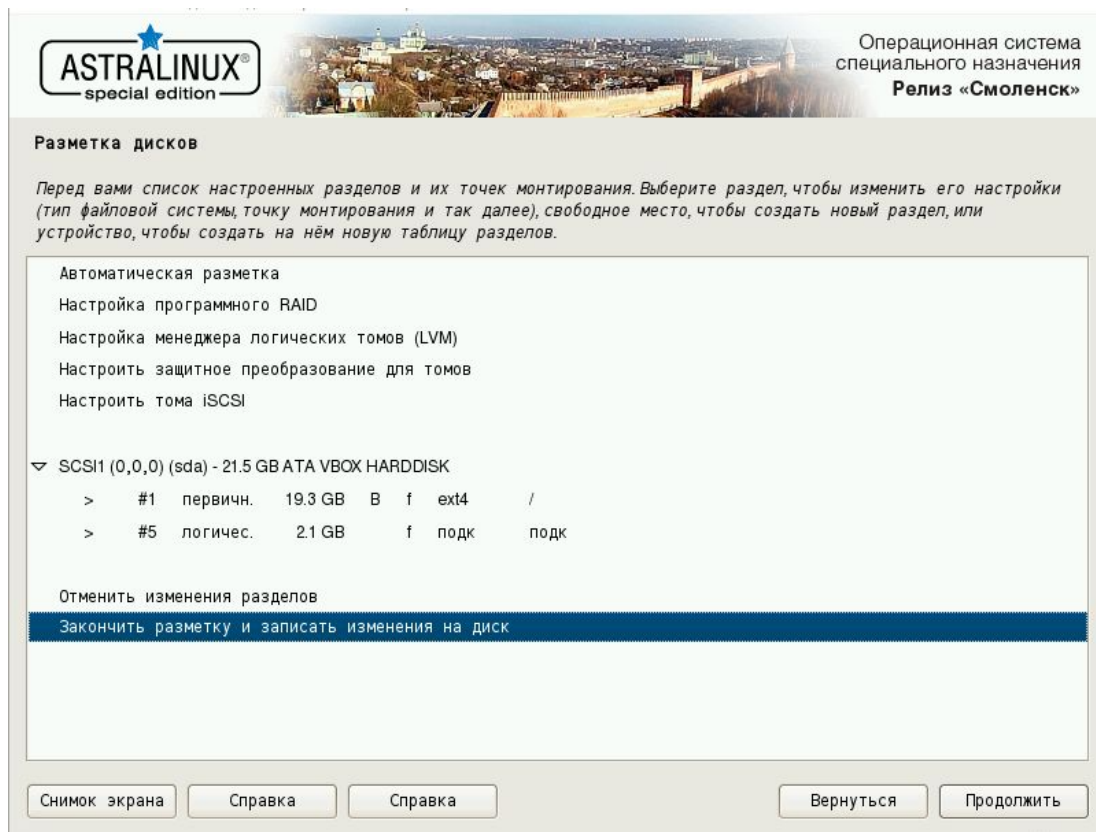 ASTRALINUX®
special edition
Операционная система
специального назначения
Релиз «Смоленск»
Разметка дисков
Перед вами список настроенных разделов и их точек монтирования. Выберите раздел, чтобы изменить его настройки
(тип файловой системы, точку монтирования и так далее), свободное место, чтобы создать новый раздел, или
устройство, чтобы создать на нём новую таблицу разделов.
Автоматическая разметка
Настройка программного RAID
Настройка менеджера логических томов (LVM)
Настроить защитное преобразование для томов
Настроить тома iSCSI
SCSI1 (0,0,0) (sda) - 21.5 GB ATA VBOX HARDDISK
> #1 первичн. 19.3 GB B f ext4 /
> #5 логичес. 2.1 GB f подк подк
Отменить изменения разделов
Закончить разметку и записать изменения на диск
Снимок экрана Справка Справка Вернуться Продолжить